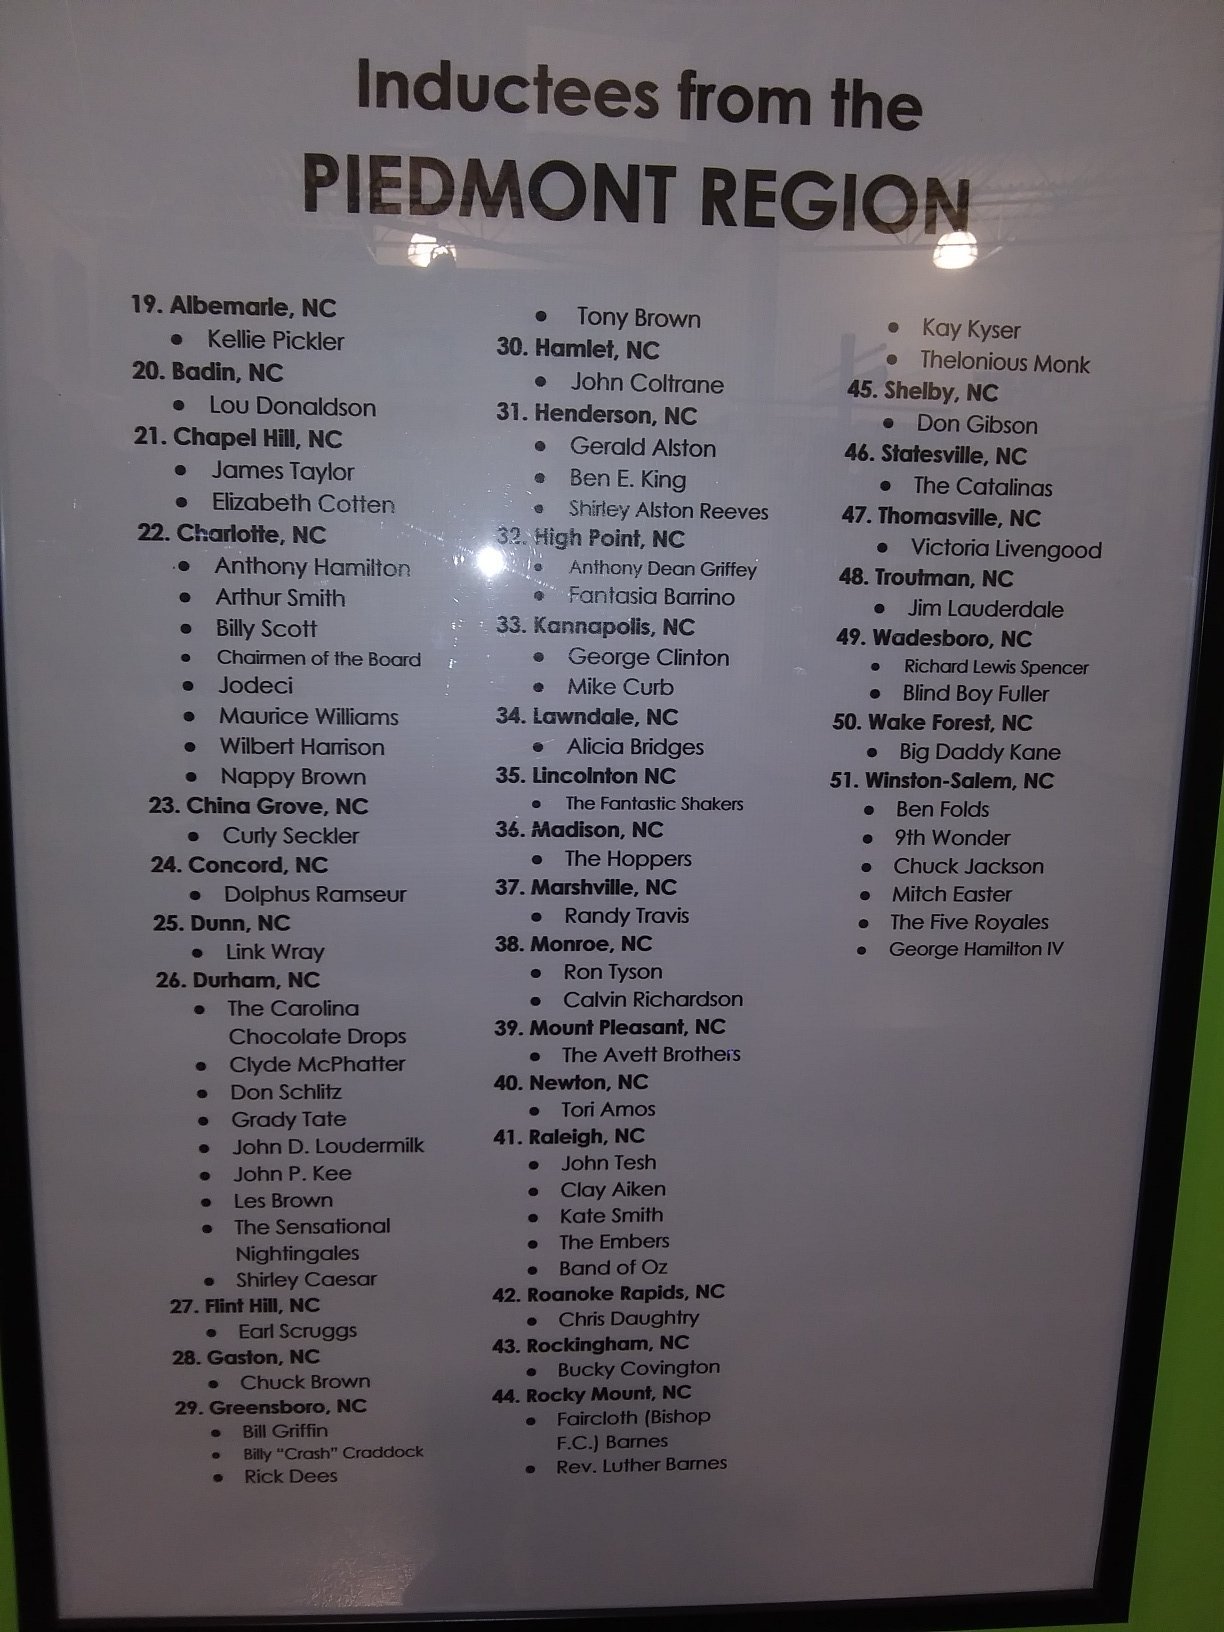 Inductees from the
PIEDMONT REGION
19. Albemarle, NC
• Kellie Pickler
20. Badin, NC
• Lou Donaldson
21. Chapel Hill, NC
• James Taylor
• Elizabeth Cotten
22. Charlotte, NC
• Anthony Hamilton
• Arthur Smith
• Billy Scott
• Chairmen of the Board
• Jodeci
• Maurice Williams
• Wilbert Harrison
• Nappy Brown
23. China Grove, NC
• Curly Seckler
24. Concord, NC
• Dolphus Ramseur
25. Dunn, NC
• Link Wray
26. Durham, NC
• The Carolina
Chocolate Drops
• Clyde McPhatter
• Don Schlitz
• Grady Tate
• John D. Loudermilk
• John P. Kee
• Les Brown
• The Sensational
Nightingales
• Shirley Caesar
27. Flint Hill, NC
• Earl Scruggs
28. Gaston, NC
• Chuck Brown
29. Greensboro, NC
• Bill Griffin
• Billy "Crash" Craddock
• Rick Dees
• Tony Brown
30. Hamlet, NC
• John Coltrane
31. Henderson, NC
• Gerald Alston
• Ben E. King
• Shirley Alston Reeves
32. High Point, NC
• Anthony Dean Griffey
• Fantasia Barrino
33. Kannapolis, NC
• George Clinton
• Mike Curb
34. Lawndale, NC
• Alicia Bridges
35. Lincolnton NC
• The Fantastic Shakers
36. Madison, NC
• The Hoppers
37. Marshville, NC
• Randy Travis
38. Monroe, NC
• Ron Tyson
• Calvin Richardson
39. Mount Pleasant, NC
• The Avett Brothers
40. Newton, NC
• Tori Amos
41. Raleigh, NC
• John Tesh
• Clay Aiken
• Kate Smith
• The Embers
• Band of Oz
42. Roanoke Rapids, NC
• Chris Daughtry
43. Rockingham, NC
• Bucky Covington
44. Rocky Mount, NC
• Faircloth (Bishop
F.C.) Barnes
• Rev. Luther Barnes
• Kay Kyser
• Thelonious Monk
45. Shelby, NC
• Don Gibson
46. Statesville, NC
• The Catalinas
47. Thomasville, NC
• Victoria Livengood
48. Troutman, NC
• Jim Lauderdale
49. Wadesboro, NC
• Richard Lewis Spencer
• Blind Boy Fuller
50. Wake Forest, NC
• Big Daddy Kane
51. Winston-Salem, NC
• Ben Folds
• 9th Wonder
• Chuck Jackson
• Mitch Easter
• The Five Royales
• George Hamilton IV